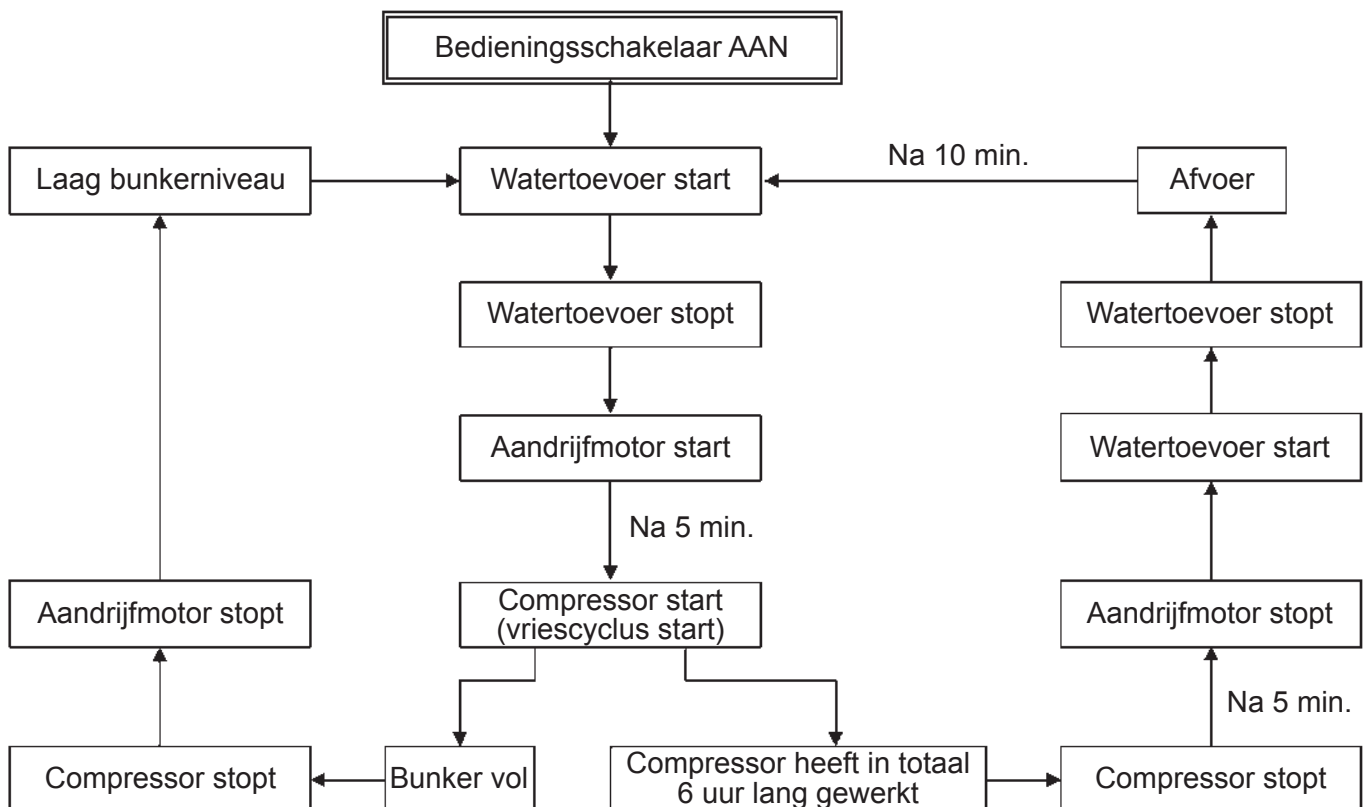 Bedieningsschakelaar AAN
Laag bunkerniveau
Watertoevoer start
Na 10 min.
Afvoer
Watertoevoer stopt
Watertoevoer stopt
Aandrijfmotor start
Watertoevoer start
Na 5 min.
Aandrijfmotor stopt
Compressor start
(vriescyclus start)
Aandrijfmotor stopt
Na 5 min.
Compressor stopt
Bunker vol
Compressor heeft in totaal
6 uur lang gewerkt
Compressor stopt